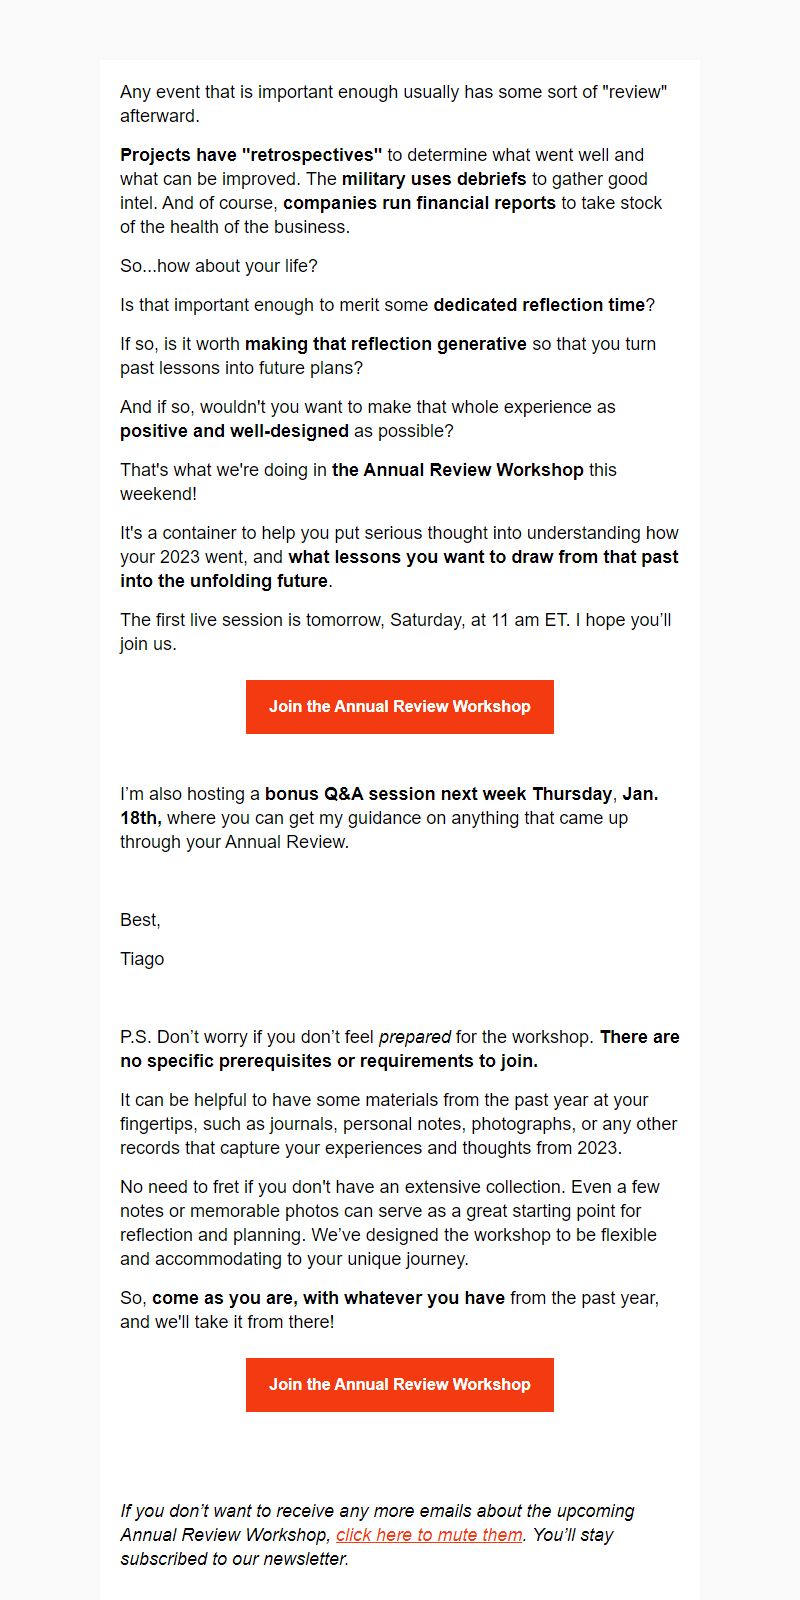 Any event that is important enough usually has some sort of "review"
afterward.
Projects have "retrospectives" to determine what went well and
what can be improved. The military uses debriefs to gather good
intel. And of course, companies run financial reports to take stock
of the health of the business.
So...how about your life?
Is that important enough to merit some dedicated reflection time?
If so, is it worth making that reflection generative so that you turn
past lessons into future plans?
And if so, wouldn't you want to make that whole experience as
positive and well-designed as possible?
That's what we're doing in the Annual Review Workshop this
weekend!
It's a container to help you put serious thought into understanding how
your 2023 went, and what lessons you want to draw from that past
into the unfolding future.
The first live session is tomorrow, Saturday, at 11 am ET. I hope you’ll
join us.
Join the Annual Review Workshop
I’m also hosting a bonus Q&A session next week Thursday, Jan.
18th, where you can get my guidance on anything that came up
through your Annual Review.
Best,
Tiago
P.S. Don’t worry if you don’t feel prepared for the workshop. There are
no specific prerequisites or requirements to join.
It can be helpful to have some materials from the past year at your
fingertips, such as journals, personal notes, photographs, or any other
records that capture your experiences and thoughts from 2023.
No need to fret if you don't have an extensive collection. Even a few
notes or memorable photos can serve as a great starting point for
reflection and planning. We’ve designed the workshop to be flexible
and accommodating to your unique journey.
So, come as you are, with whatever you have from the past year,
and we'll take it from there!
Join the Annual Review Workshop
If you don’t want to receive any more emails about the upcoming
Annual Review Workshop, click here to mute them. You’ll stay
subscribed to our newsletter.